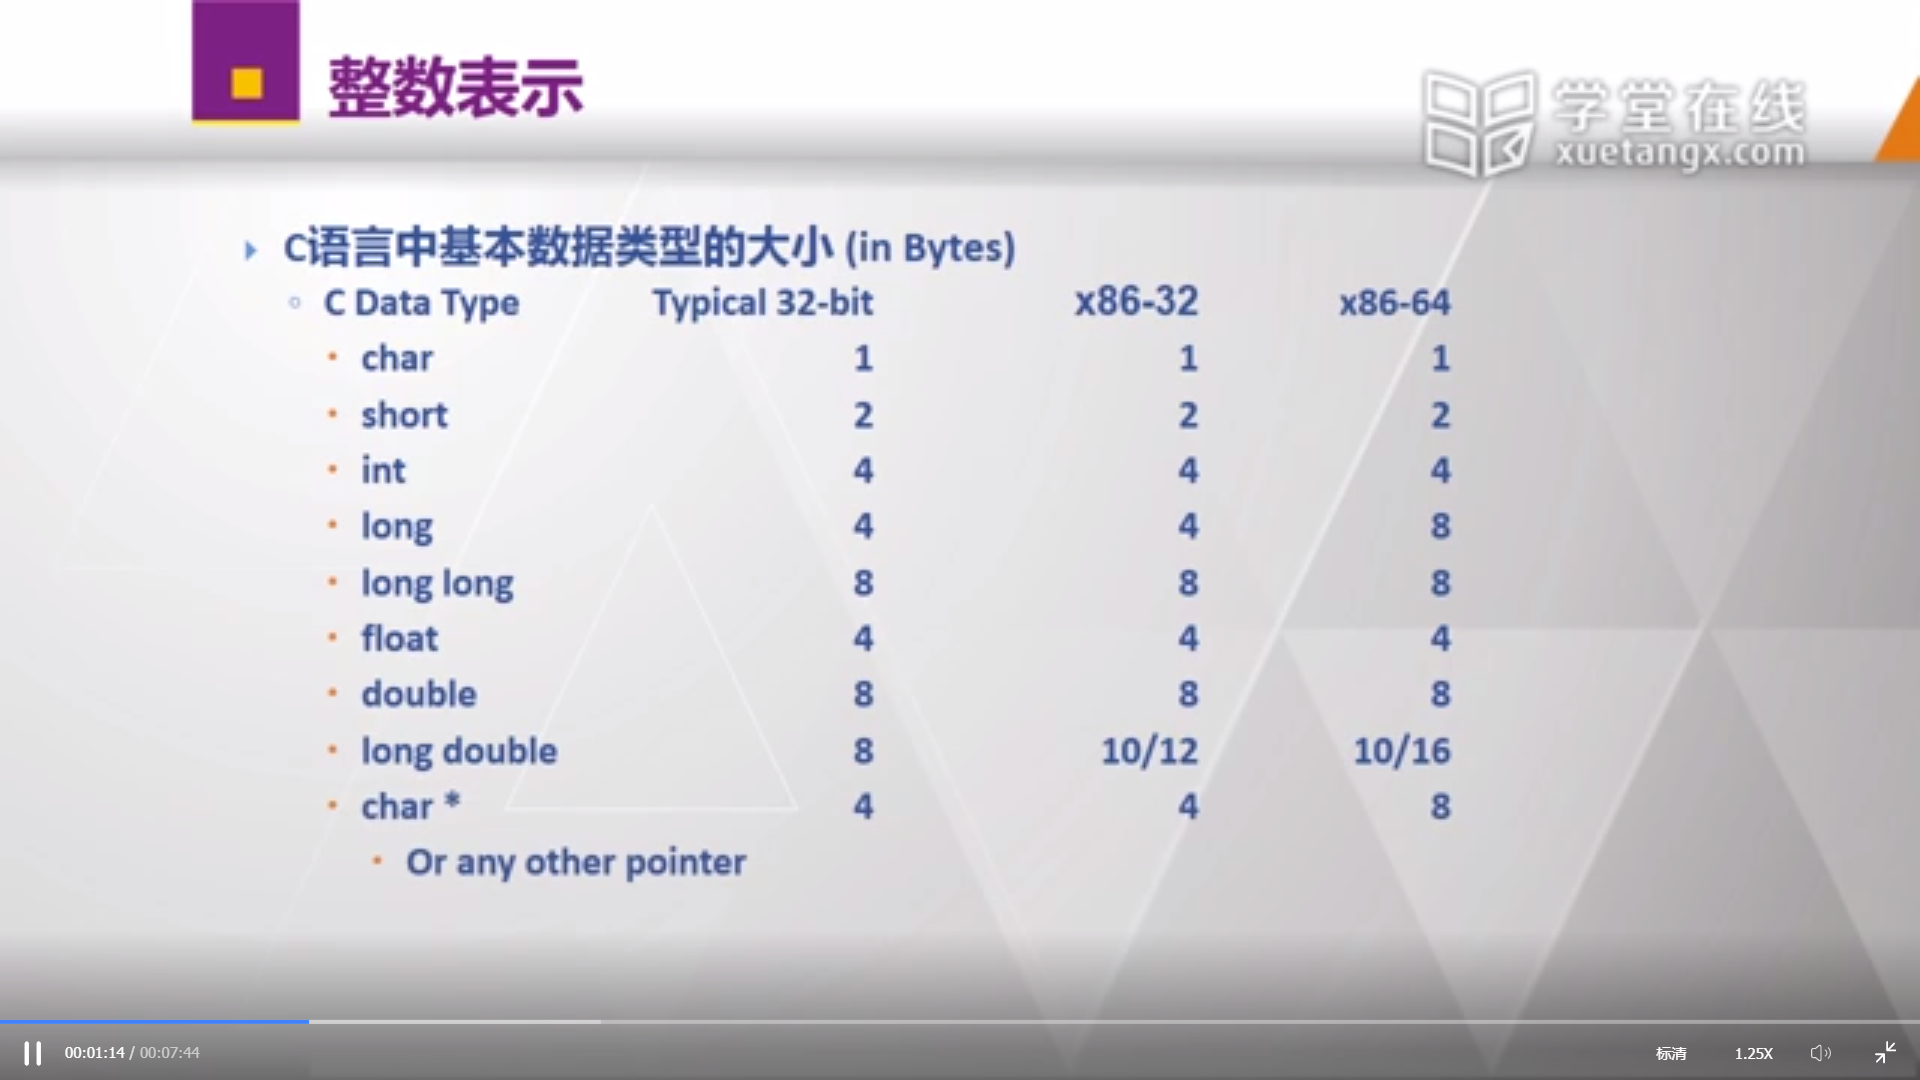 整数表示
学堂在线
xuetangx.com
C语言中基本数据类型的大小 (in Bytes)
C Data Type Typical 32-bit x86-32 x86-64
char 1 1 1
short 2 2 2
int 4 4 4
long 4 4 8
long long 8 8 8
float 4 4 4
double 8 8 8
long double 8 10/12 10/16
char * 4 4 8
Or any other pointer
00:01:14 / 00:07:44 标清 1.25X